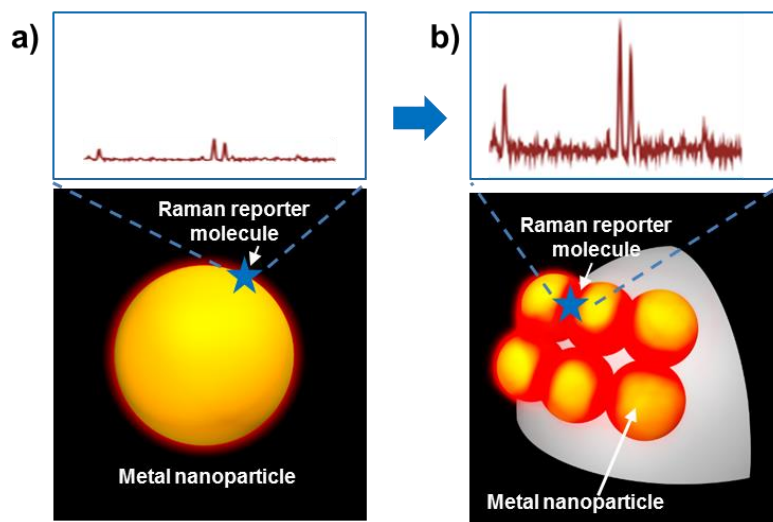 a)
b)
Raman reporter
molecule
Metal nanoparticle
Raman reporter
molecule
Metal nanoparticle